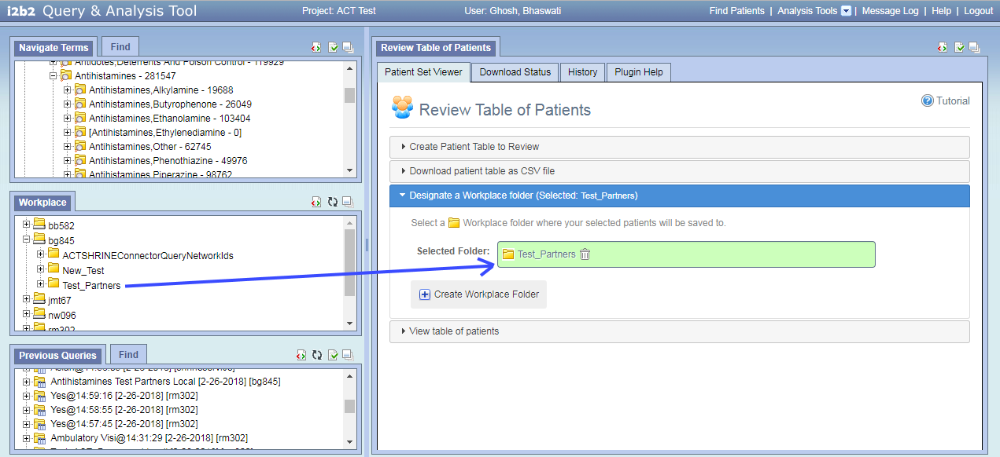 i2b2 Query & Analysis Tool
Project: ACT Test
User: Ghosh, Bhaswati
Find Patients | Analysis Tools | Message Log | Help | Logout
Navigate Terms
Find
Antidotes,Deterrents And Poison Control - 119929
Antihistamines - 281547
Antihistamines,Alkylamine - 19688
Antihistamines,Butyrophenone - 26049
Antihistamines,Ethanolamine - 103404
[Antihistamines,Ethylenediamine - 0]
Antihistamines,Other - 62745
Antihistamines,Phenothiazine - 49976
Antihistamines,Piperazine - 98762
Workplace
bb582
bg845
ACTSHRINEConnectorQueryNetworkIds
New_Test
Test_Partners
jmt67
nw096
rm302
Previous Queries
Find
Antihistamines Test Partners Local [2-26-2018] [bg845]
Yes@14:59:16 [2-26-2018] [rm302]
Yes@14:58:55 [2-26-2018] [rm302]
Yes@14:57:45 [2-26-2018] [rm302]
Ambulatory Visi@14:31:29 [2-26-2018] [rm302]
Review Table of Patients
Patient Set Viewer
Download Status
History
Plugin Help
Review Table of Patients
Tutorial
Create Patient Table to Review
Download patient table as CSV file
Designate a Workplace folder (Selected: Test_Partners)
Select a Workplace folder where your selected patients will be saved to.
Selected Folder: Test_Partners
Create Workplace Folder
View table of patients